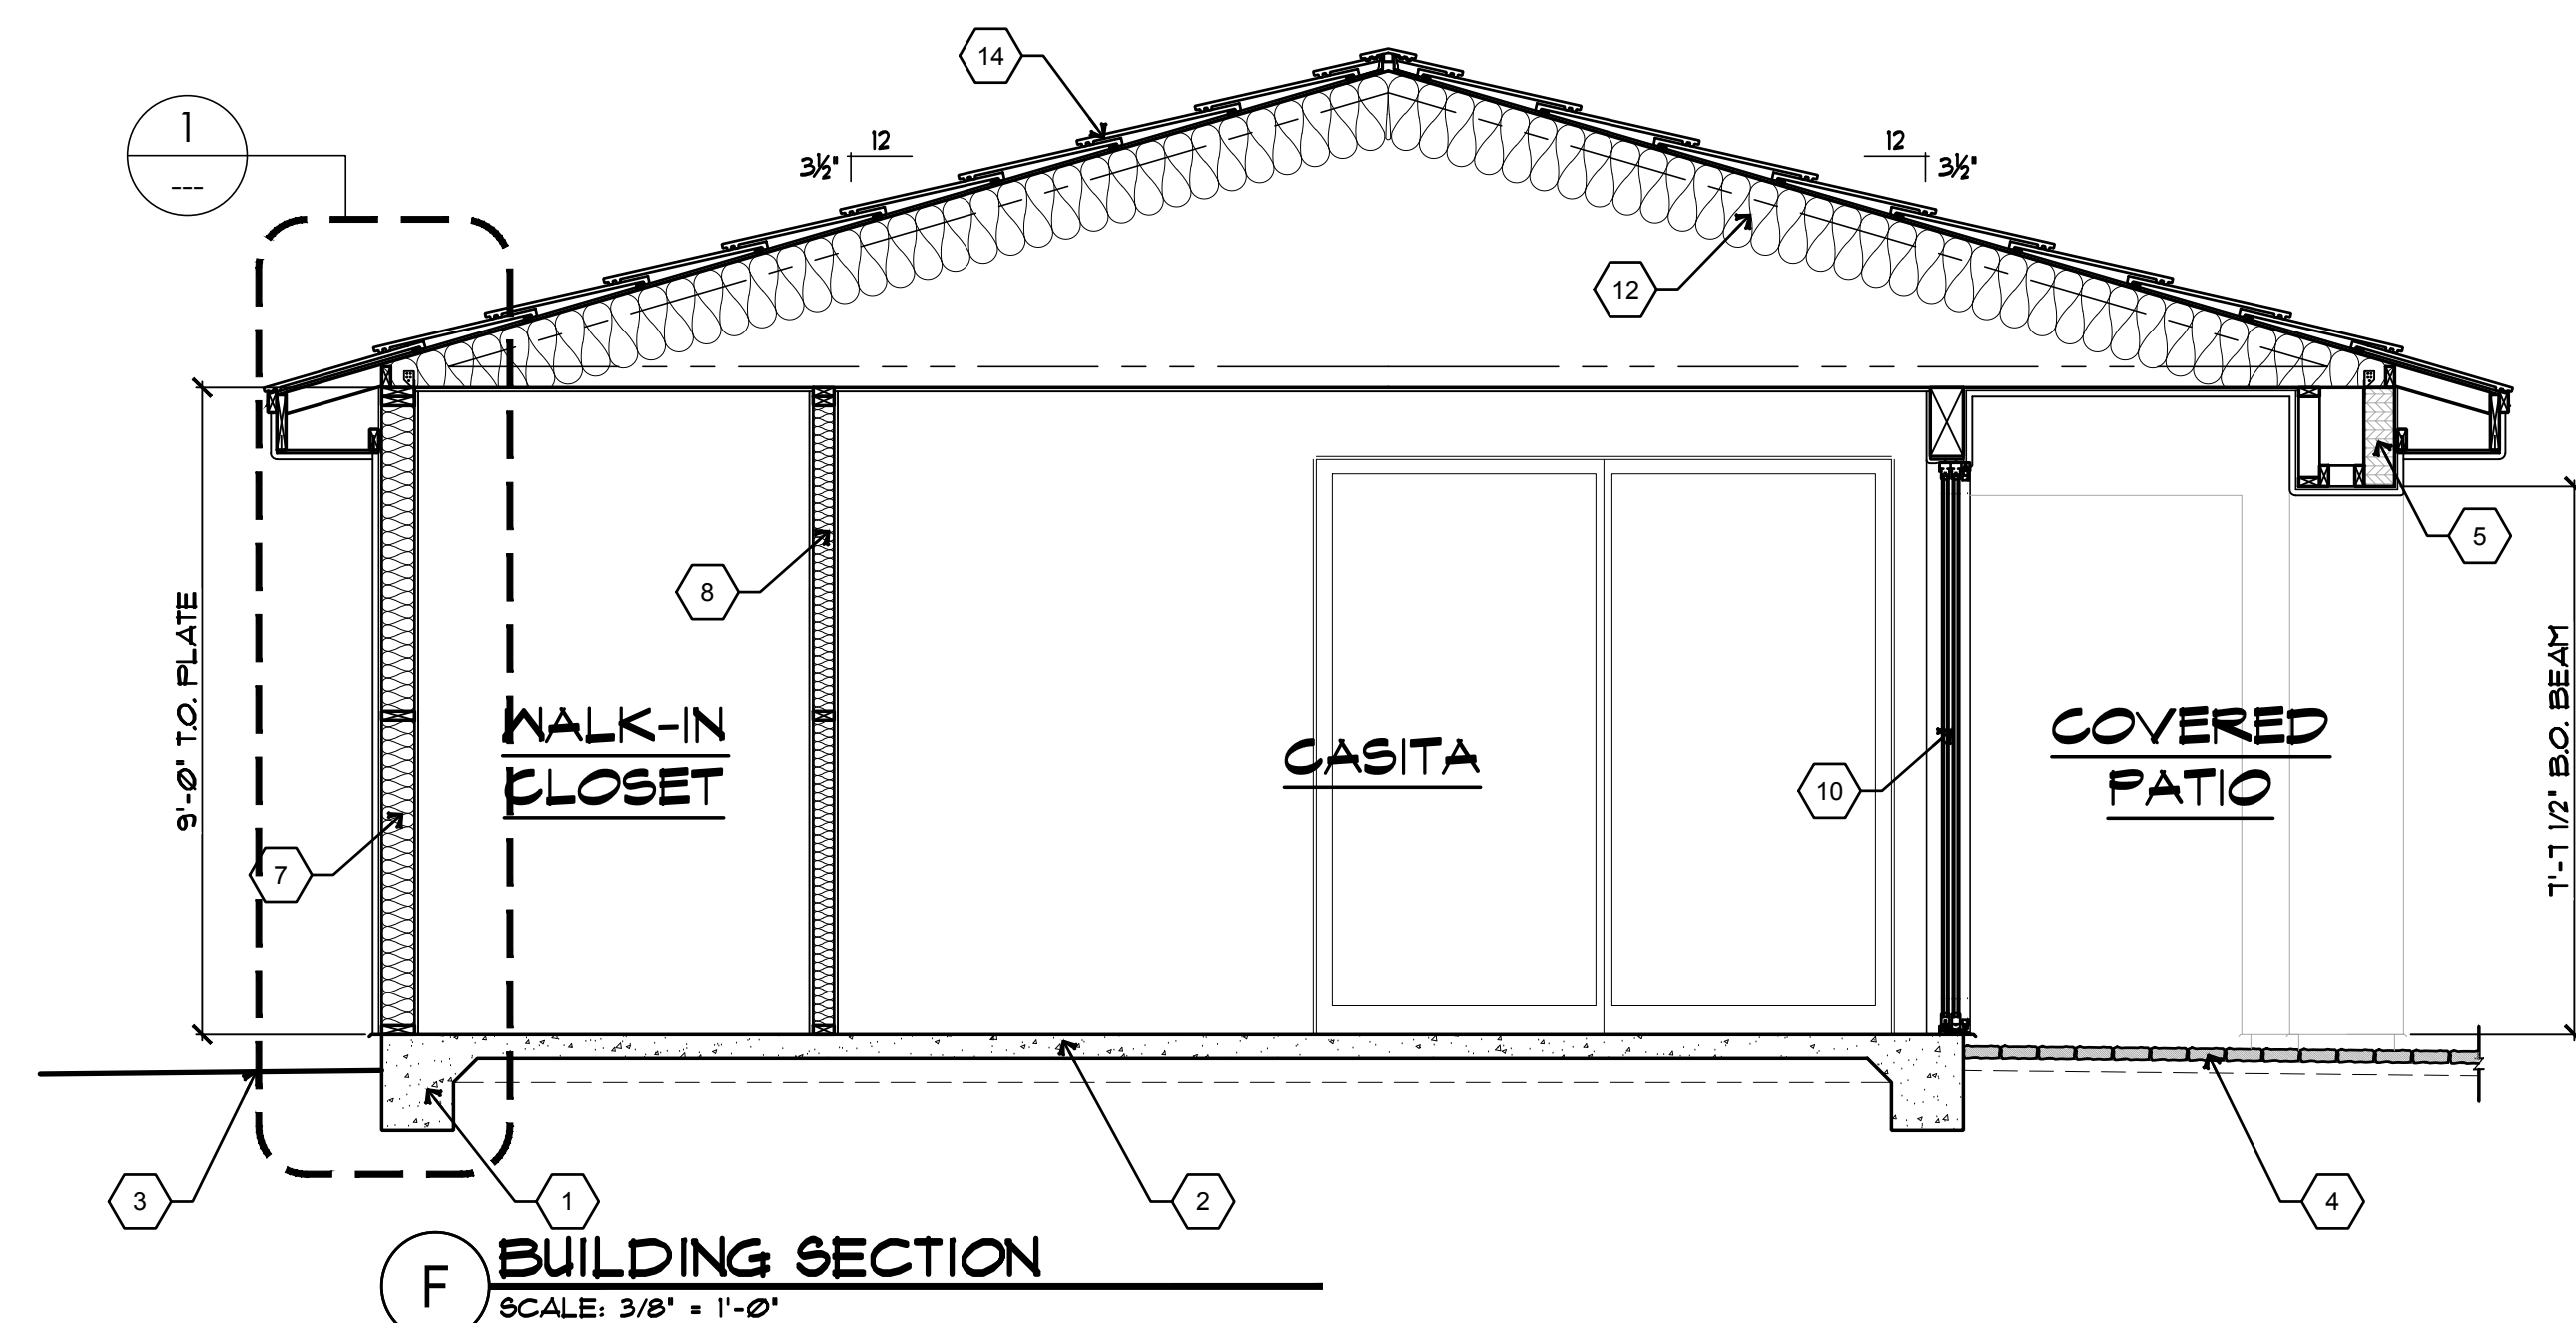 14
1
---
12
3½"
12
3½"
12
5
8
9'-0" T.O. PLATE
7'-7 1/2" B.O. BEAM
WALK-IN
CLOSET
CASITA
COVERED
PATIO
10
7
3
1
2
4
F
BUILDING SECTION
SCALE: 3/8" = 1'-0"